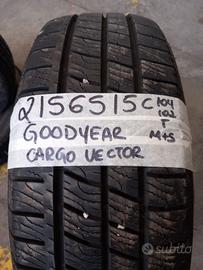 2156515C 104
102
T
GOODYEAR M+S
CARGO VECTOR
subito